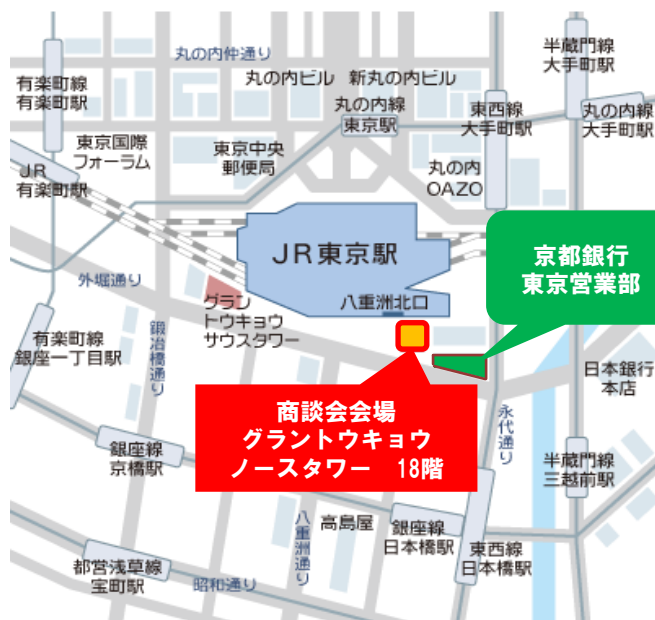 丸の内仲通り
半蔵門線
大手町駅
有楽町線
有楽町駅
丸の内ビル
新丸の内ビル
丸の内線
東京駅
東西線
大手町駅
丸の内線
大手町駅
東京国際
フォーラム
東京中央
郵便局
丸の内
OAZO
JR
有楽町駅
JR東京駅
京都銀行
東京営業部
外堀通り
グラン
トウキョウ
サウスタワー
八重洲北口
鍛冶橋通り
有楽町線
銀座一丁目駅
日本銀行
本店
商談会会場
グラントウキョウ
ノースタワー　18階
永代通り
銀座線
京橋駅
半蔵門線
三越前駅
八重洲通り
高島屋
銀座線
日本橋駅
東西線
日本橋駅
都営浅草線
宝町駅
昭和通り